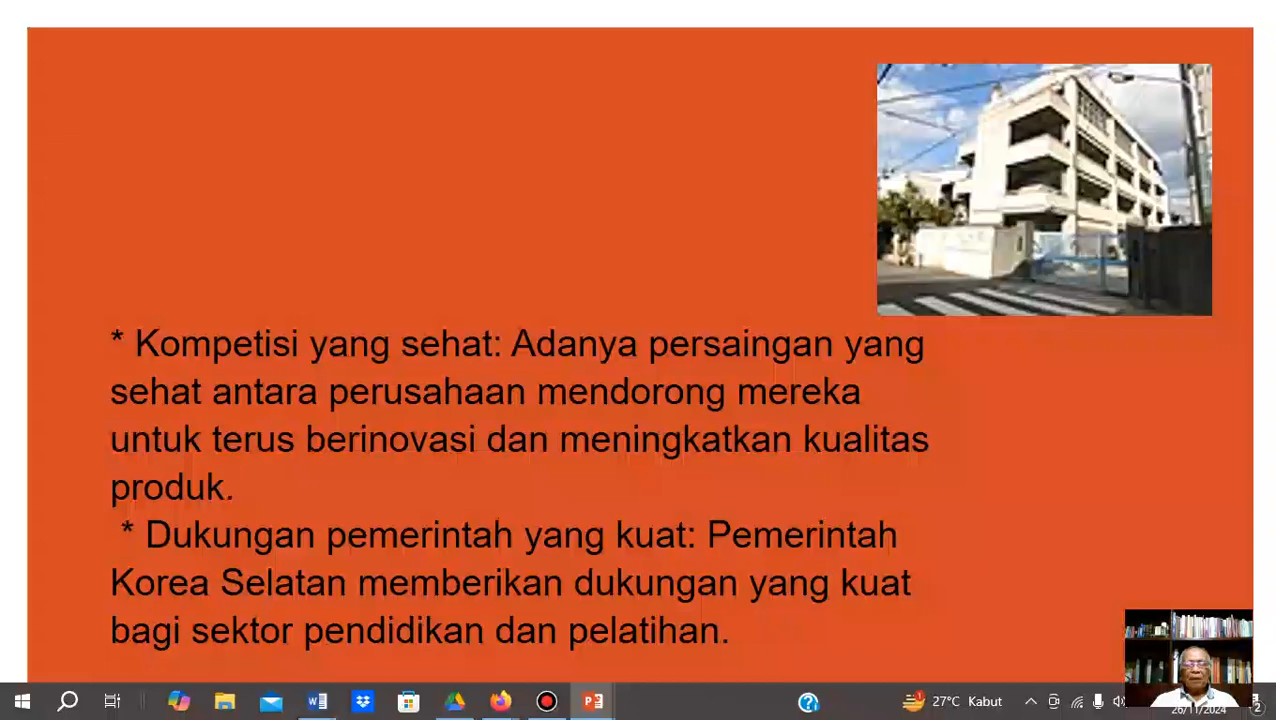 * Kompetisi yang sehat: Adanya persaingan yang
sehat antara perusahaan mendorong mereka
untuk terus berinovasi dan meningkatkan kualitas
produk.
* Dukungan pemerintah yang kuat: Pemerintah
Korea Selatan memberikan dukungan yang kuat
bagi sektor pendidikan dan pelatihan.
27°C Kabut
26/11/2024